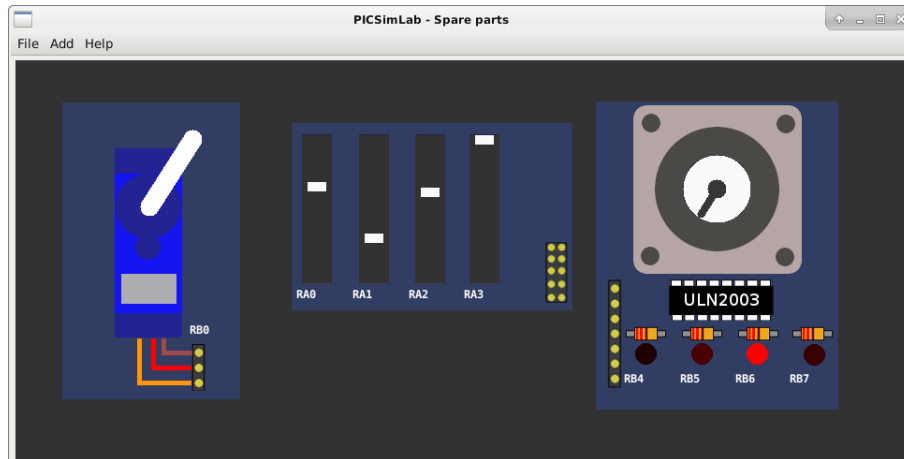 PICSimLab - Spare parts
File Add Help
RB0
RA0 RA1 RA2 RA3
ULN2003
RB4 RB5 RB6 RB7